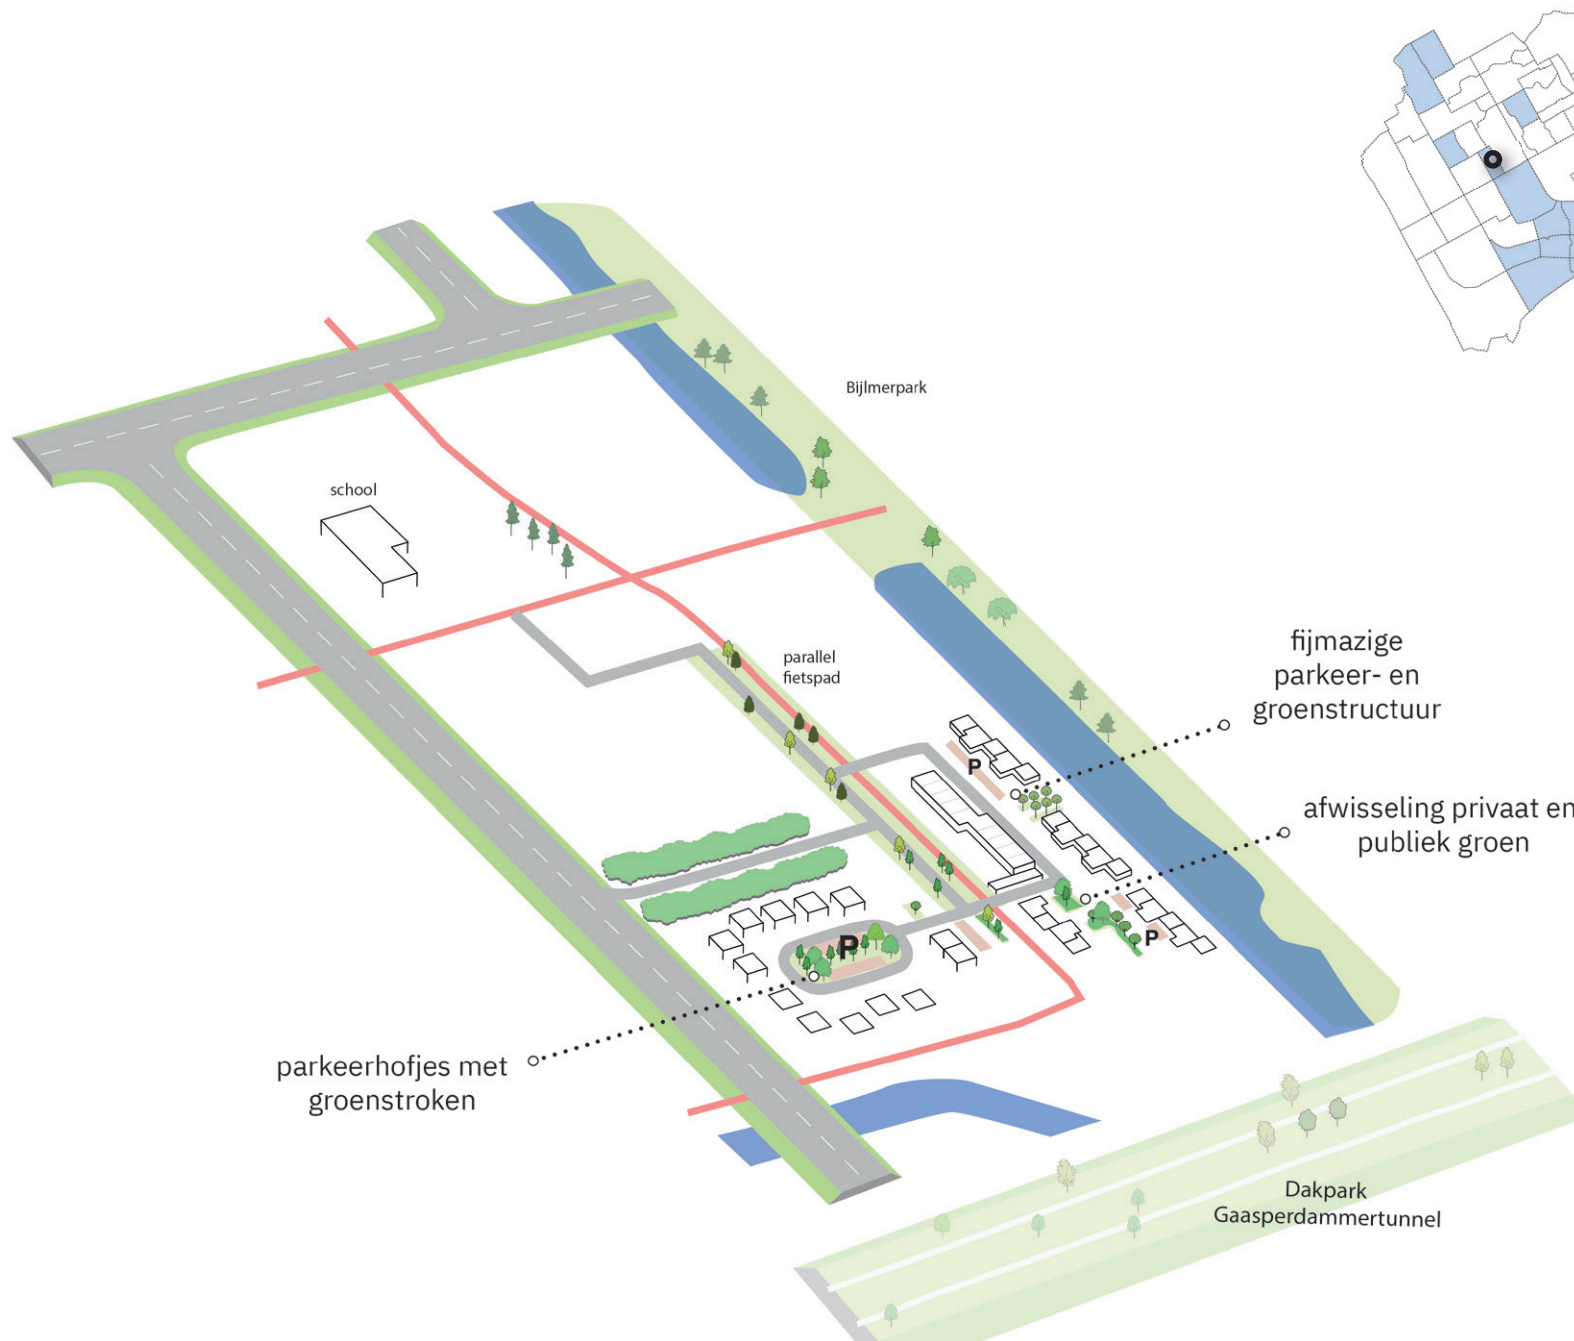 Bijlmerpark
school
parallel
fietspad
fijmazige
parkeer- en
groenstructuur
P
afwisseling privaat en
publiek groen
P
P
parkeerhofjes met
groenstroken
Dakpark
Gaasperdammertunnel